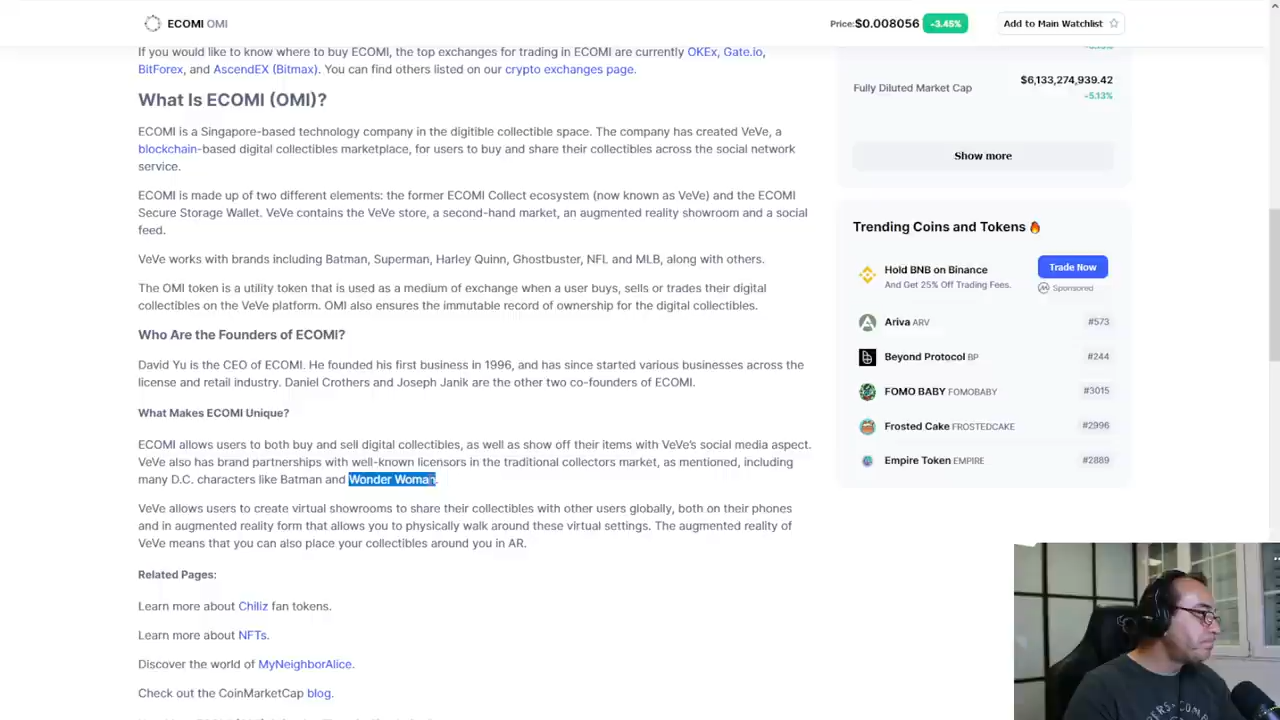 ECOMI OMI
Price:$0.008056 -3.45%
Add to Main Watchlist
If you would like to know where to buy ECOMI, the top exchanges for trading in ECOMI are currently OKEx, Gate.io,
BitForex, and AscendEX (Bitmax). You can find others listed on our crypto exchanges page.
What Is ECOMI (OMI)?
ECOMI is a Singapore-based technology company in the digitible collectible space. The company has created VeVe, a
blockchain-based digital collectibles marketplace, for users to buy and share their collectibles across the social network
service.
ECOMI is made up of two different elements: the former ECOMI Collect ecosystem (now known as VeVe) and the ECOMI
Secure Storage Wallet. VeVe contains the VeVe store, a second-hand market, an augmented reality showroom and a social
feed.
VeVe works with brands including Batman, Superman, Harley Quinn, Ghostbuster, NFL and MLB, along with others.
The OMI token is a utility token that is used as a medium of exchange when a user buys, sells or trades their digital
collectibles on the VeVe platform. OMI also ensures the immutable record of ownership for the digital collectibles.
Who Are the Founders of ECOMI?
David Yu is the CEO of ECOMI. He founded his first business in 1996, and has since started various businesses across the
license and retail industry. Daniel Crothers and Joseph Janik are the other two co-founders of ECOMI.
What Makes ECOMI Unique?
ECOMI allows users to both buy and sell digital collectibles, as well as show off their items with VeVe's social media aspect.
VeVe also has brand partnerships with well-known licensors in the traditional collectors market, as mentioned, including
many D.C. characters like Batman and Wonder Woman.
VeVe allows users to create virtual showrooms to share their collectibles with other users globally, both on their phones
and in augmented reality form that allows you to physically walk around these virtual settings. The augmented reality of
VeVe means that you can also place your collectibles around you in AR.
Related Pages:
Learn more about Chiliz fan tokens.
Learn more about NFTs.
Discover the world of MyNeighborAlice.
Check out the CoinMarketCap blog.
$6,133,274,939.42
Fully Diluted Market Cap
-5.13%
Show more
Trending Coins and Tokens 🔥
Hold BNB on Binance
And Get 25% Off Trading Fees.
Trade Now
Sponsored
Ariva ARV #573
Beyond Protocol BP #244
FOMO BABY FOMOBABY #3015
Frosted Cake FROSTEDCAKE #2996
Empire Token EMPIRE #2889